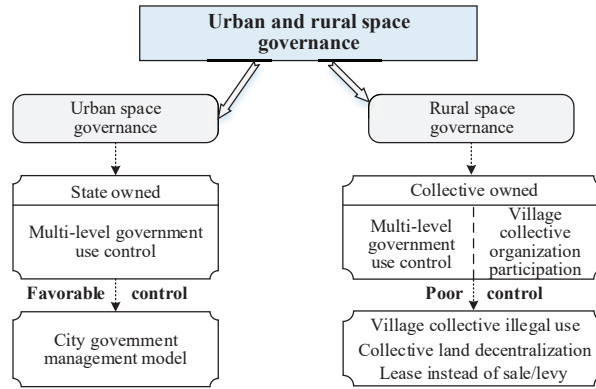 Urban and rural space
governance
Urban space
governance
Rural space
governance
State owned
Multi-level government
use control
Collective owned
Multi-level
government
use control
Village
collective
organization
participation
Favorable control
Poor control
City government
management model
Village collective illegal use
Collective land decentralization
Lease instead of sale/levy